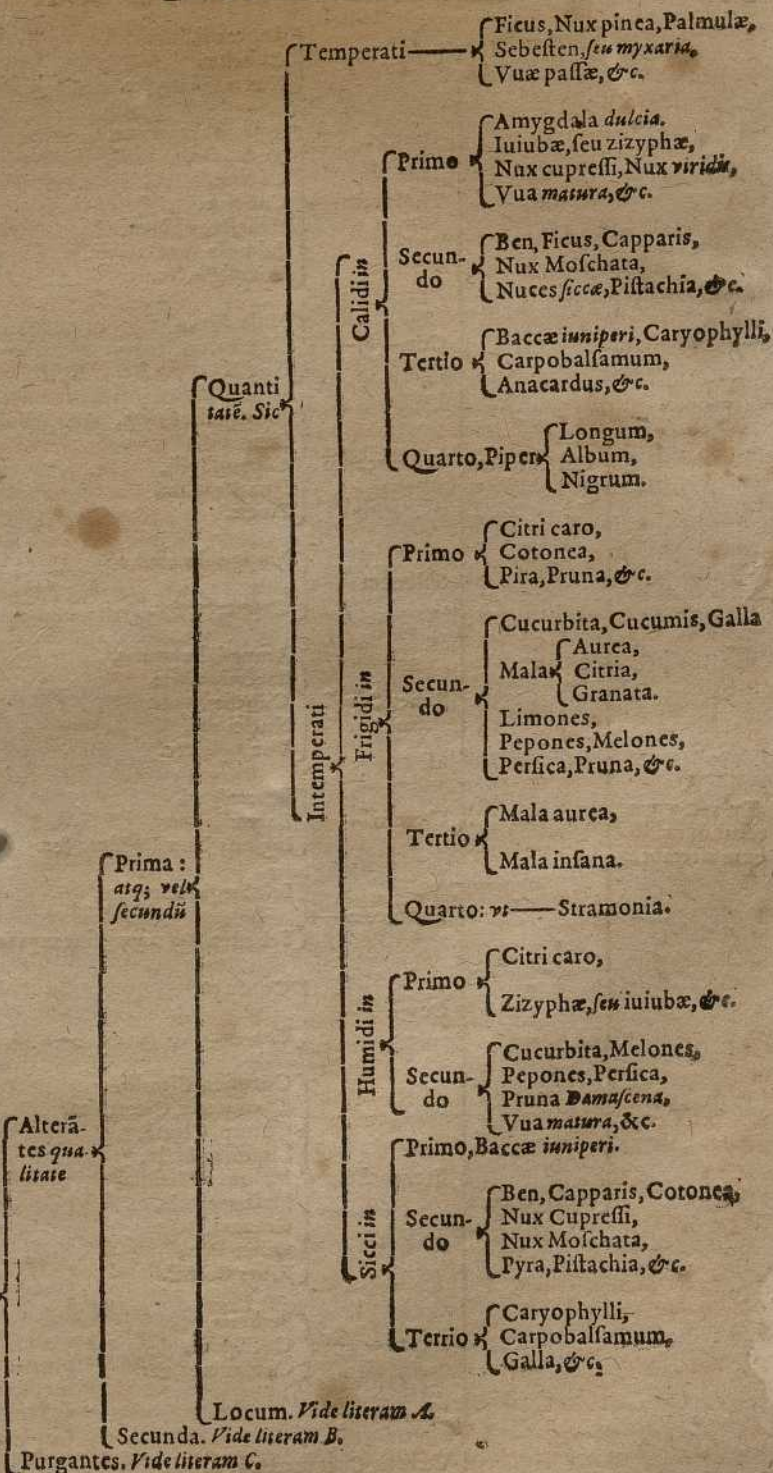 Temperati
Ficus, Nux pinea, Palmulæ,
Sebeſten, ſeu myxaria,
Vuæ paſſæ, &c.
Quanti
tatē. Sic
Intemperati
Calidi in
Primo
Amygdala dulcia.
Iuiubæ, ſeu zizyphæ,
Nux cupreſſi, Nux viridis,
Vua matura, &c.
Secun-
do
Ben, Ficus, Capparis,
Nux Moſchata,
Nuces ſiccæ, Piſtachia, &c.
Tertio
Baccæ iuniperi, Caryophylli,
Carpobalſamum,
Anacardus, &c.
Quarto, Piper
Longum,
Album,
Nigrum.
Frigidi in
Primo
Citri caro,
Cotonea,
Pira, Pruna, &c.
Secun-
do
Cucurbita, Cucumis, Galla
Mala
Aurea,
Citria,
Granata.
Limones,
Pepones, Melones,
Perſica, Pruna, &c.
Tertio
Mala aurea,
Mala inſana.
Quarto: vt Stramonia.
Humidi in
Primo
Citri caro,
Zizyphæ, ſeu iuiubæ, &c.
Secun-
do
Cucurbita, Melones,
Pepones, Perſica,
Pruna Damaſcena,
Vua matura, &c.
Sicci in
Primo, Baccæ iuniperi.
Secun-
do
Ben, Capparis, Cotonea,
Nux Cupreſſi,
Nux Moſchata,
Pyra, Piſtachia, &c.
Terrio
Caryophylli,
Carpobalſamum,
Galla, &c.
Prima:
atq; vel
ſecundū
Alterā-
tes qua-
litate
Locum. Vide literam A.
Secunda. Vide literam B.
Purgantes. Vide literam C.